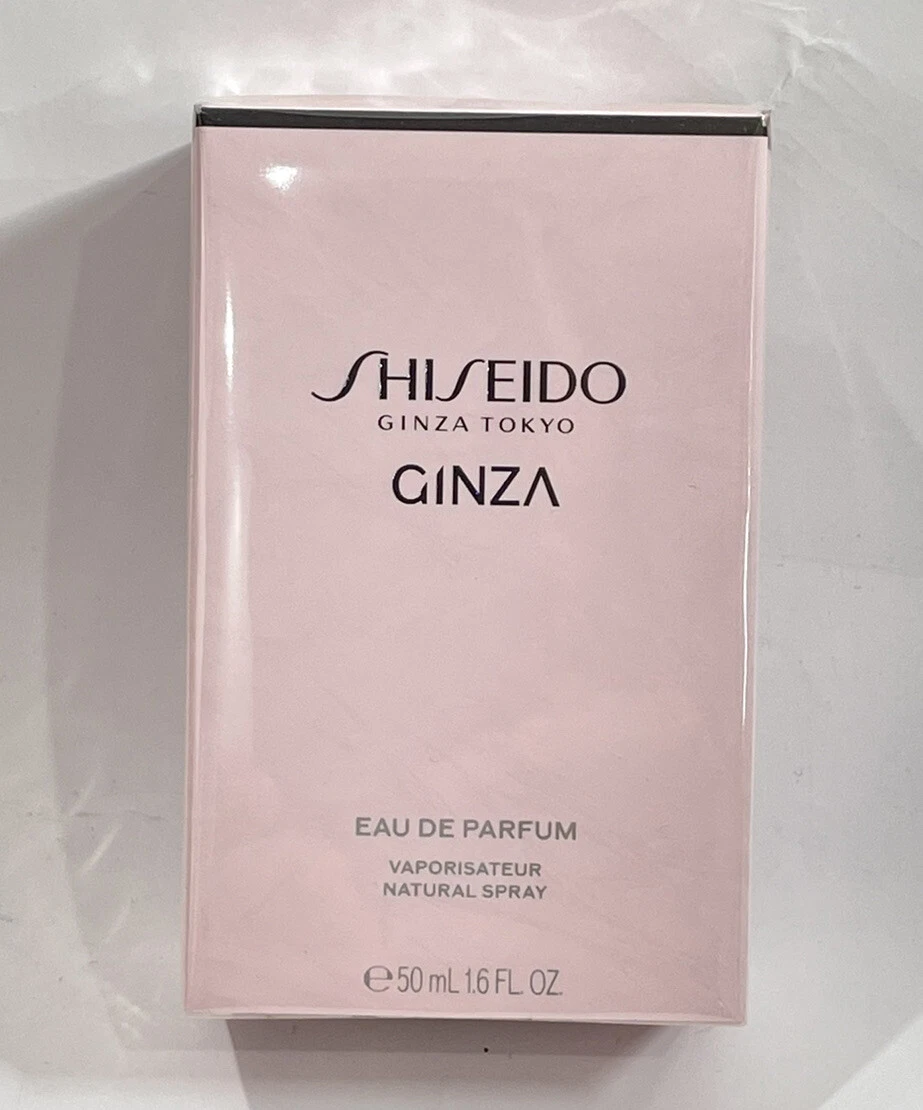 SHISEIDO
GINZA TOKYO
GINZA
EAU DE PARFUM
VAPORISATEUR
NATURAL SPRAY
℮50 mL 1.6 FL. OZ.